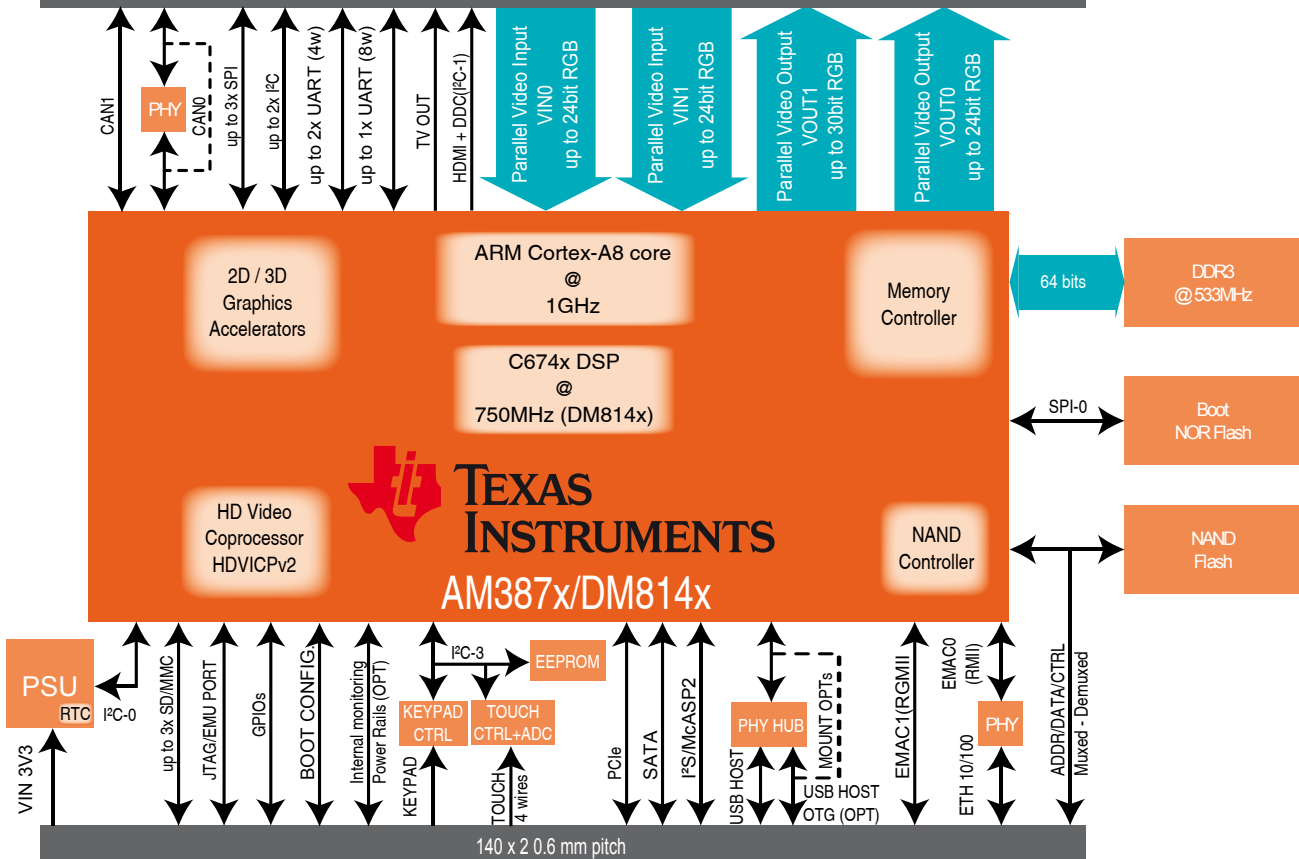 CAN1
PHY
CAN0
up to 3x SPI
up to 2x I²C
up to 2x UART (4w)
up to 1x UART (8w)
TV OUT
HDMI + DDC(I²C-1)
Parallel Video Input
VIN0
up to 24bit RGB
Parallel Video Input
VIN1
up to 24bit RGB
Parallel Video Output
VOUT1
up to 30bit RGB
Parallel Video Output
VOUT0
up to 24bit RGB
2D / 3D
Graphics
Accelerators
ARM Cortex-A8 core
@
1GHz
Memory
Controller
64 bits
DDR3
@ 533MHz
C674x DSP
@
750MHz (DM814x)
SPI-0
Boot
NOR Flash
HD Video
Coprocessor
HDVICPv2
TEXAS
INSTRUMENTS
AM387x/DM814x
NAND
Controller
NAND
Flash
PSU
RTC
I²C-0
VIN 3V3
up to 3x SD/MMC
JTAG/EMU PORT
GPIOs
BOOT CONFIG.
Internal monitoring
Power Rails (OPT)
I²C-3
EEPROM
KEYPAD
CTRL
TOUCH
CTRL+ADC
KEYPAD
TOUCH
4 wires
PCIe
SATA
I²S/McASP2
PHY HUB
MOUNT OPTs
USB HOST
USB HOST
OTG (OPT)
EMAC1(RGMII)
EMAC0
(RMII)
PHY
ETH 10/100
ADDR/DATA/CTRL
Muxed - Demuxed
140 x 2 0.6 mm pitch